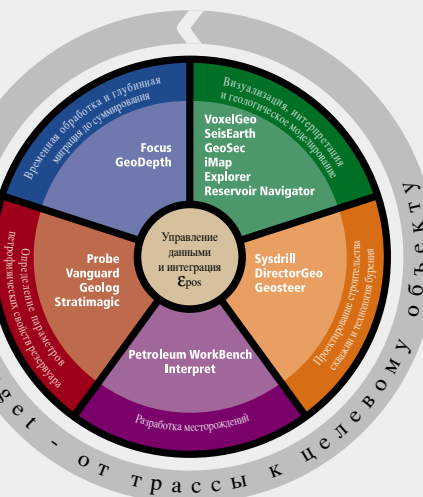 Временная обработка и глубинная
миграция до суммирования
Focus
GeoDepth
Визуализация, интерпретация
и геологическое моделирование
VoxelGeo
SeisEarth
GeoSec
iMap
Explorer
Reservoir Navigator
Управление
данными
и интеграция
Epos
Определение параметров
петрофизических свойств резервуара
Probe
Vanguard
Geolog
Stratimagic
Sysdrill
DirectorGeo
Geosteer
Проектирование строительства
скважин и технология бурения
Petroleum WorkBench
Interpret
Разработка месторождений
get - от трассы к целевому объекту